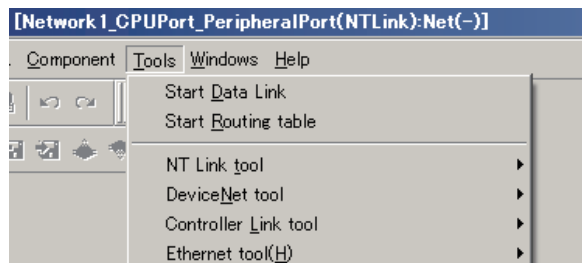 [Network1_CPUPort_PeripheralPort(NTLink):Net(-)]
Component Tools Windows Help
Start Data Link
Start Routing table
NT Link tool
DeviceNet tool
Controller Link tool
Ethernet tool(H)